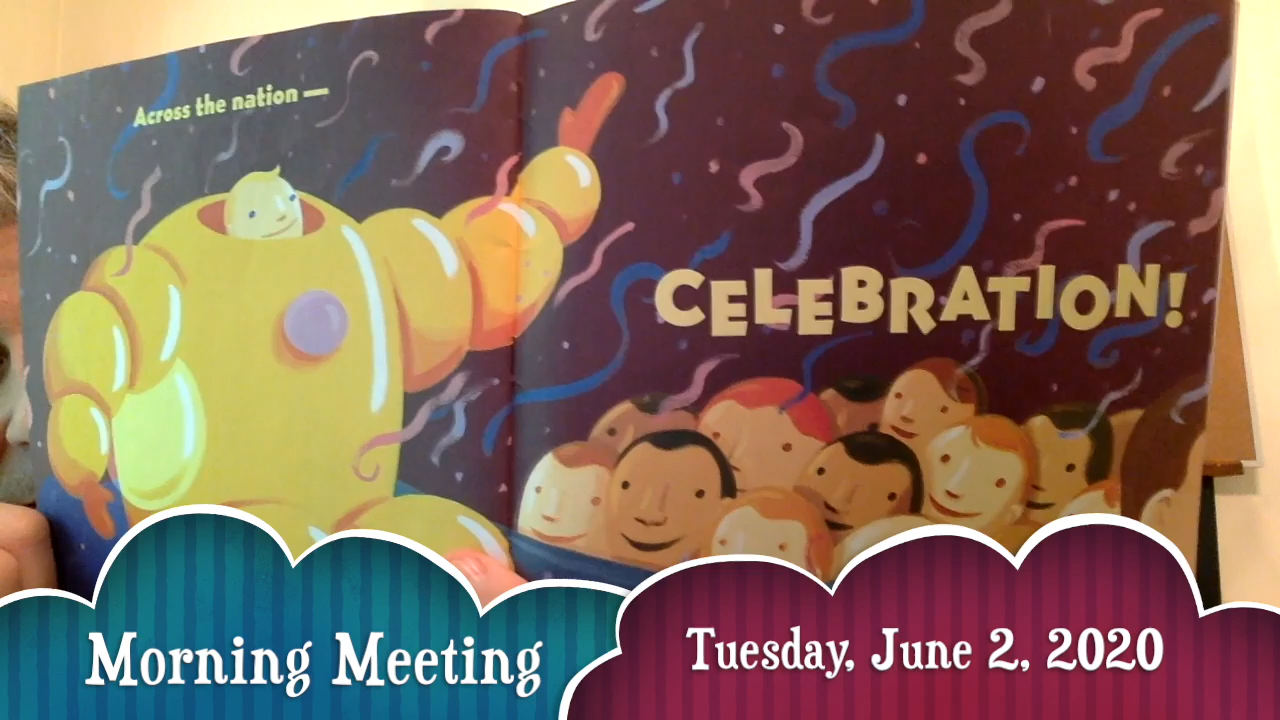 Across the nation —
CELEBRATION!
Morning Meeting
Tuesday, June 2, 2020